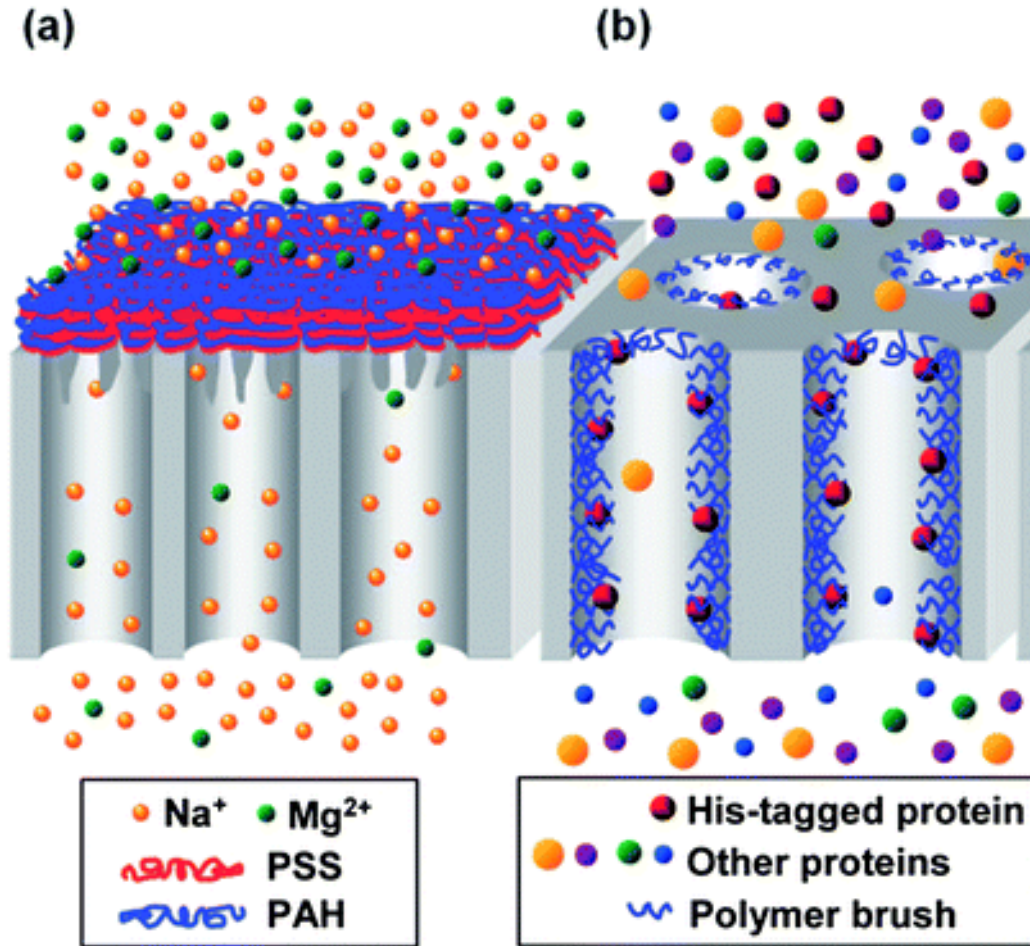 (a)
(b)
Na⁺ Mg²⁺
PSS
PAH
His-tagged protein
Other proteins
Polymer brush